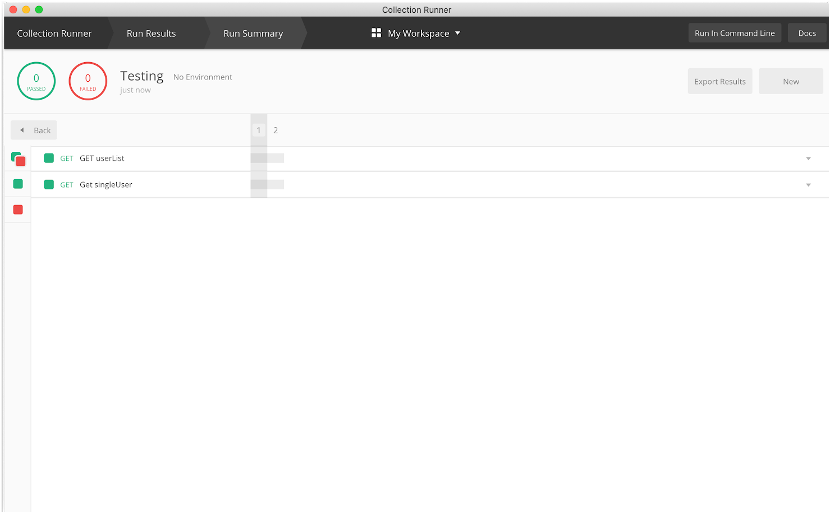 Collection Runner
Collection Runner Run Results Run Summary My Workspace Run In Command Line Docs
0 PASSED
0 FAILED
Testing No Environment
just now
Export Results New
Back 1 2
GET GET userList
GET Get singleUser